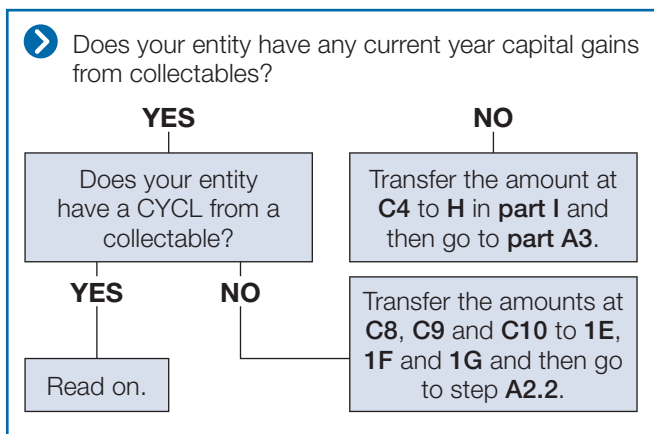 Does your entity have any current year capital gains
from collectables?
YES
NO
Does your entity
have a CYCL from a
collectable?
Transfer the amount at
C4 to H in part I and
then go to part A3.
YES
NO
Read on.
Transfer the amounts at
C8, C9 and C10 to 1E,
1F and 1G and then go
to step A2.2.